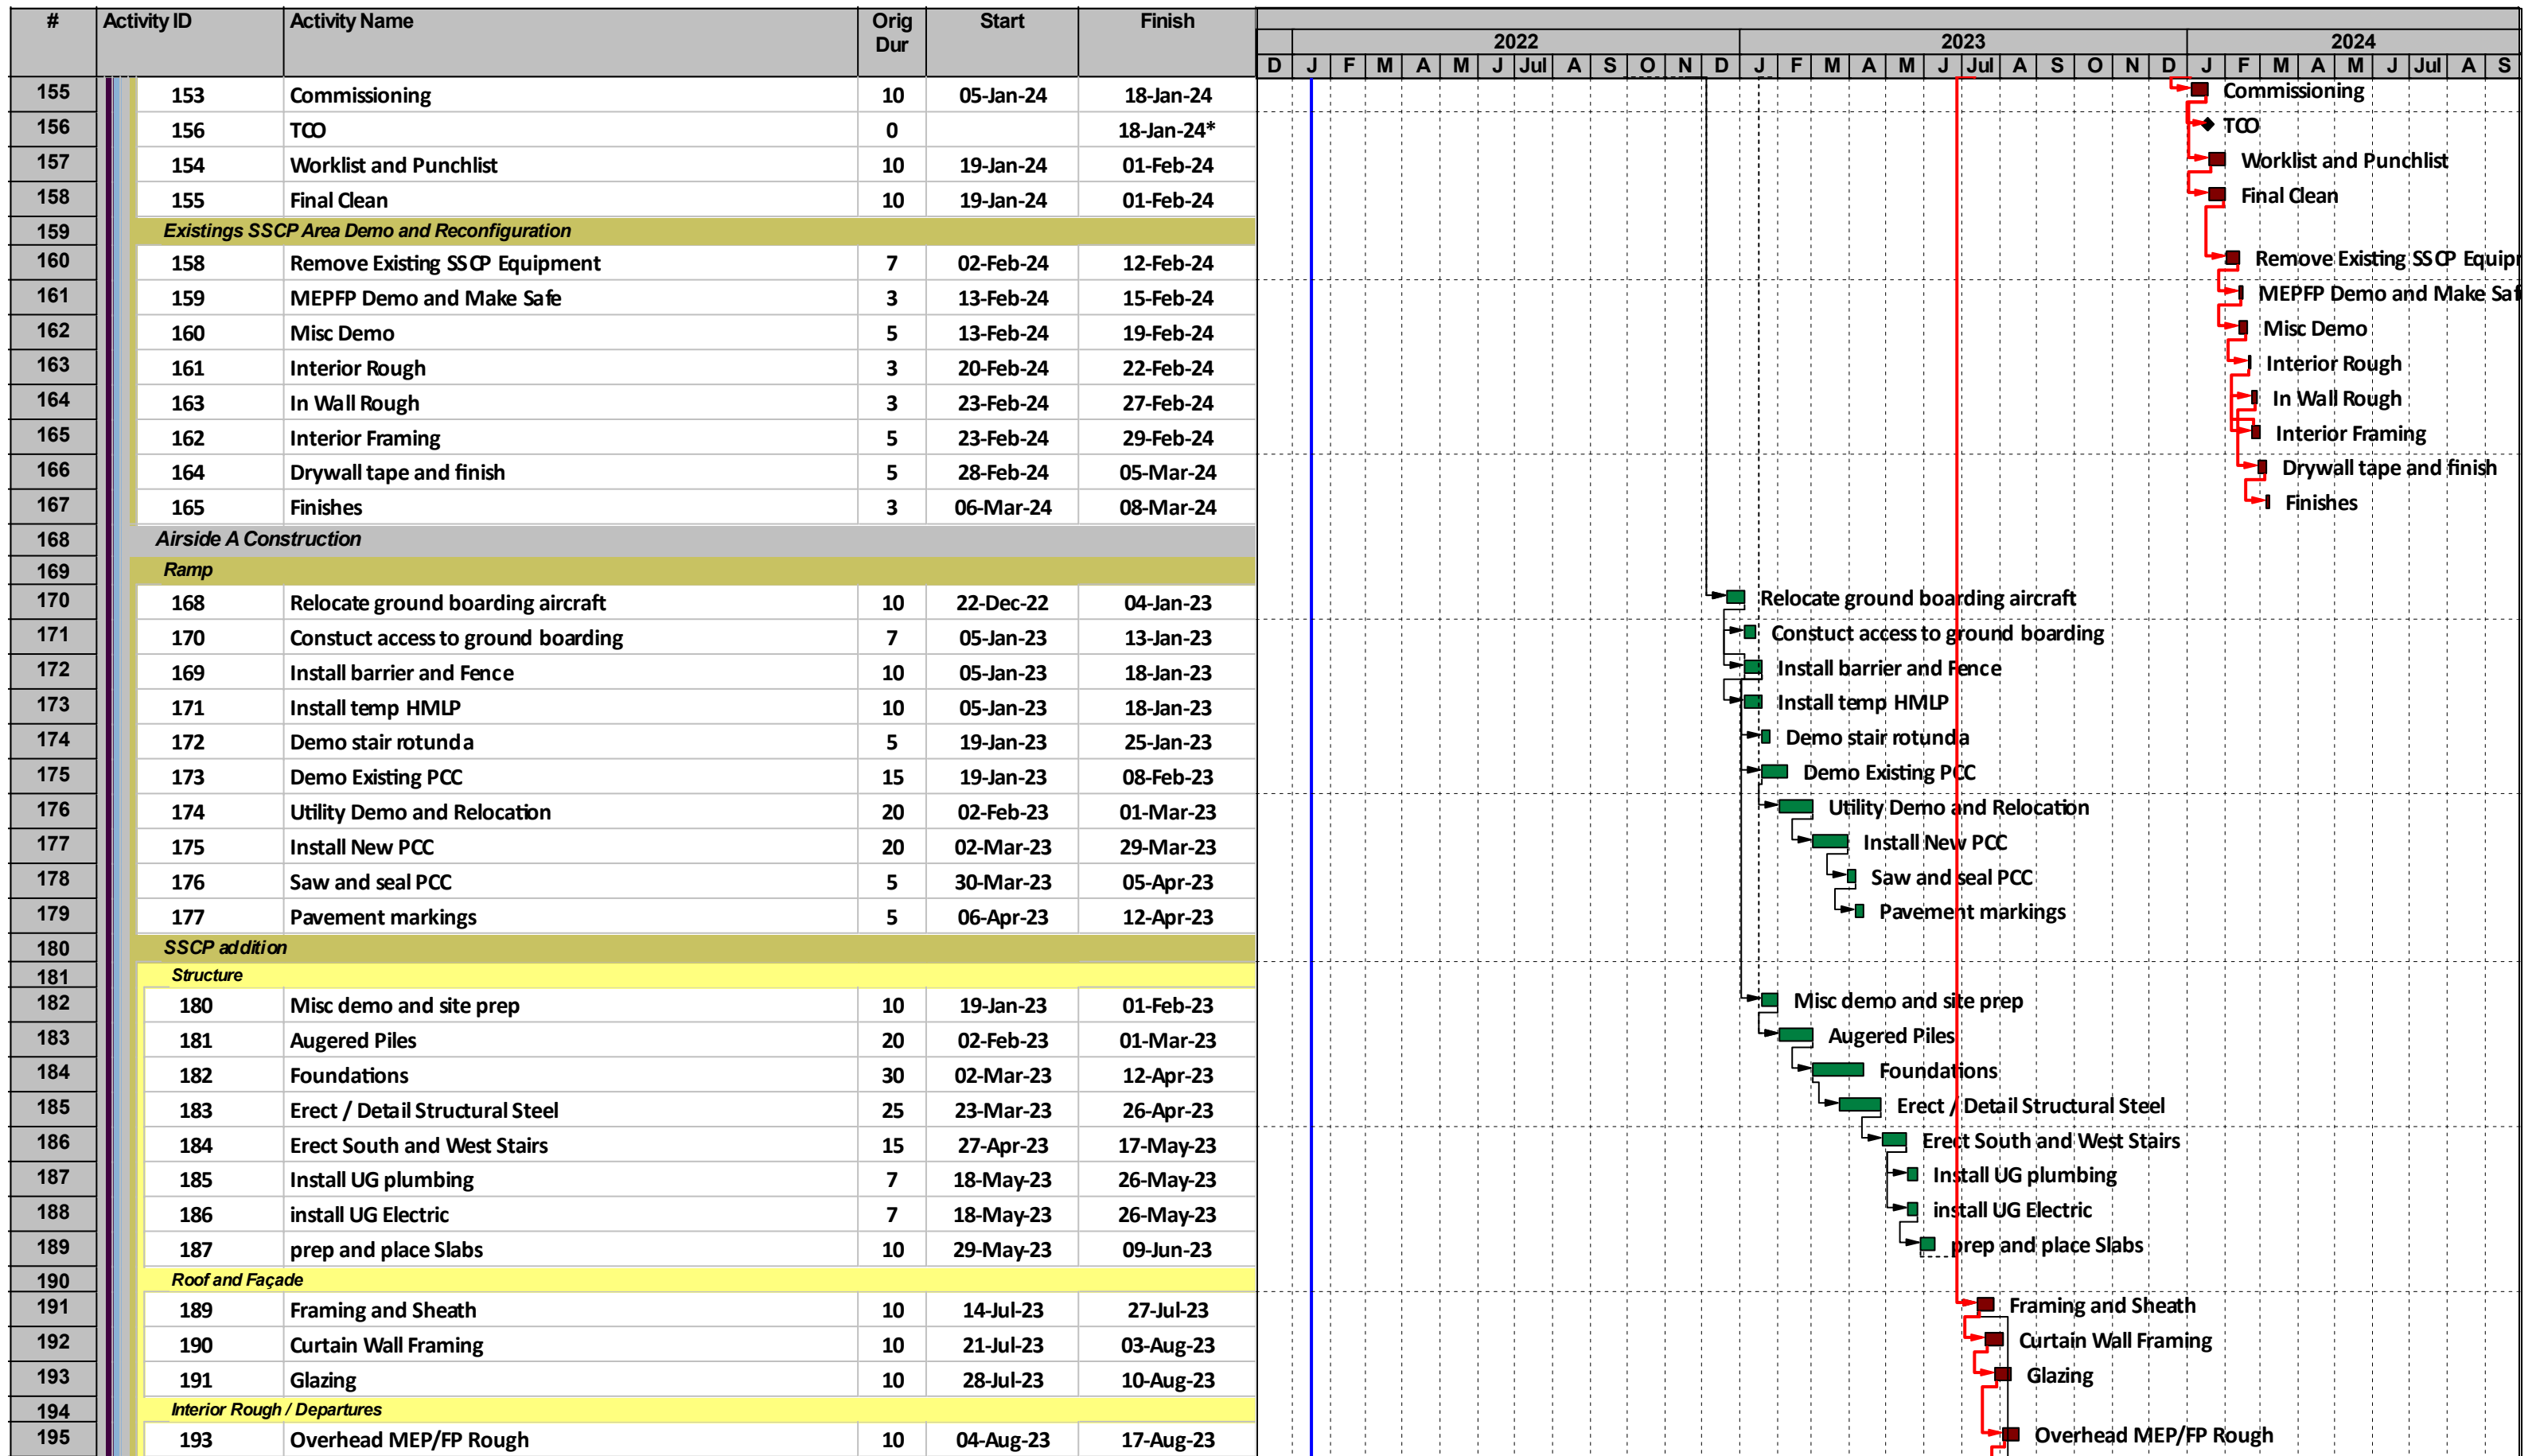 # Activity ID Activity Name Orig Dur Start Finish
2022 2023 2024
D J F M A M J Jul A S O N D J F M A M J Jul A S O N D J F M A M J Jul A S
155 153 Commissioning 10 05-Jan-24 18-Jan-24 Commissioning
156 156 TCO 0 18-Jan-24* TCO
157 154 Worklist and Punchlist 10 19-Jan-24 01-Feb-24 Worklist and Punchlist
158 155 Final Clean 10 19-Jan-24 01-Feb-24 Final Clean
159 Existings SSCP Area Demo and Reconfiguration
160 158 Remove Existing SSCP Equipment 7 02-Feb-24 12-Feb-24 Remove Existing SSCP Equipr
161 159 MEPFP Demo and Make Safe 3 13-Feb-24 15-Feb-24 MEPFP Demo and Make Saf
162 160 Misc Demo 5 13-Feb-24 19-Feb-24 Misc Demo
163 161 Interior Rough 3 20-Feb-24 22-Feb-24 Interior Rough
164 163 In Wall Rough 3 23-Feb-24 27-Feb-24 In Wall Rough
165 162 Interior Framing 5 23-Feb-24 29-Feb-24 Interior Framing
166 164 Drywall tape and finish 5 28-Feb-24 05-Mar-24 Drywall tape and finish
167 165 Finishes 3 06-Mar-24 08-Mar-24 Finishes
168 Airside A Construction
169 Ramp
170 168 Relocate ground boarding aircraft 10 22-Dec-22 04-Jan-23 Relocate ground boarding aircraft
171 170 Constuct access to ground boarding 7 05-Jan-23 13-Jan-23 Constuct access to ground boarding
172 169 Install barrier and Fence 10 05-Jan-23 18-Jan-23 Install barrier and Fence
173 171 Install temp HMLP 10 05-Jan-23 18-Jan-23 Install temp HMLP
174 172 Demo stair rotunda 5 19-Jan-23 25-Jan-23 Demo stair rotunda
175 173 Demo Existing PCC 15 19-Jan-23 08-Feb-23 Demo Existing PCC
176 174 Utility Demo and Relocation 20 02-Feb-23 01-Mar-23 Utility Demo and Relocation
177 175 Install New PCC 20 02-Mar-23 29-Mar-23 Install New PCC
178 176 Saw and seal PCC 5 30-Mar-23 05-Apr-23 Saw and seal PCC
179 177 Pavement markings 5 06-Apr-23 12-Apr-23 Pavement markings
180 SSCP addition
181 Structure
182 180 Misc demo and site prep 10 19-Jan-23 01-Feb-23 Misc demo and site prep
183 181 Augered Piles 20 02-Feb-23 01-Mar-23 Augered Piles
184 182 Foundations 30 02-Mar-23 12-Apr-23 Foundations
185 183 Erect / Detail Structural Steel 25 23-Mar-23 26-Apr-23 Erect / Detail Structural Steel
186 184 Erect South and West Stairs 15 27-Apr-23 17-May-23 Erect South and West Stairs
187 185 Install UG plumbing 7 18-May-23 26-May-23 Install UG plumbing
188 186 install UG Electric 7 18-May-23 26-May-23 install UG Electric
189 187 prep and place Slabs 10 29-May-23 09-Jun-23 prep and place Slabs
190 Roof and Façade
191 189 Framing and Sheath 10 14-Jul-23 27-Jul-23 Framing and Sheath
192 190 Curtain Wall Framing 10 21-Jul-23 03-Aug-23 Curtain Wall Framing
193 191 Glazing 10 28-Jul-23 10-Aug-23 Glazing
194 Interior Rough / Departures
195 193 Overhead MEP/FP Rough 10 04-Aug-23 17-Aug-23 Overhead MEP/FP Rough